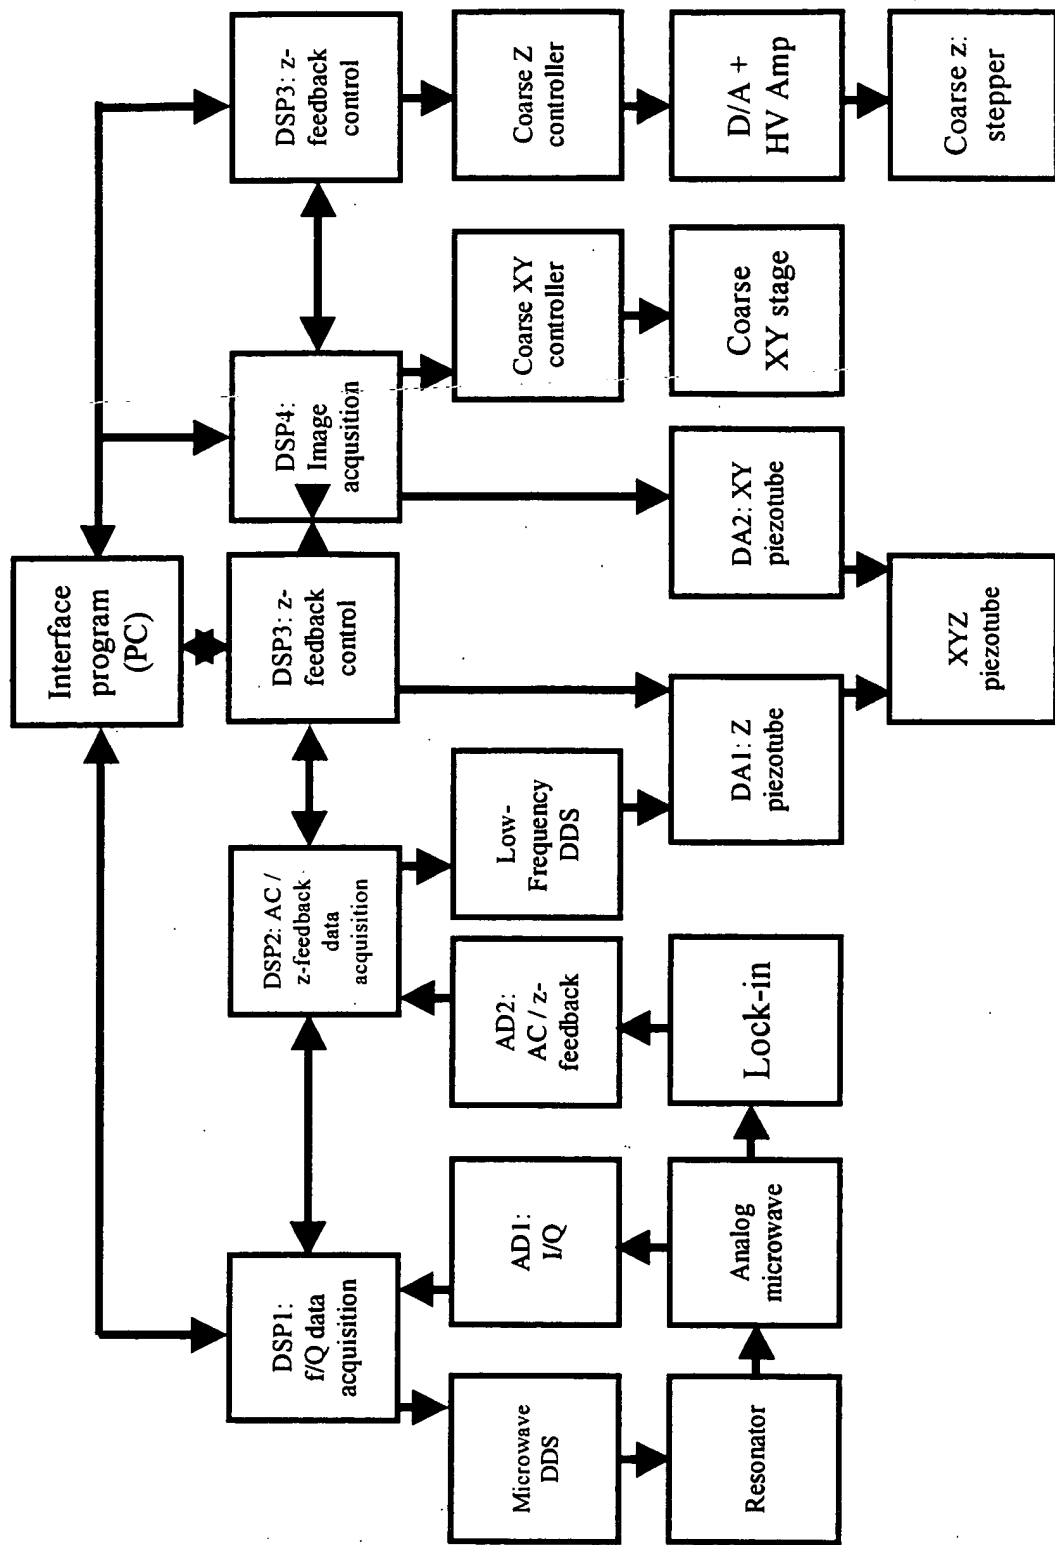 Interface
program
(PC)
DSP1:
f/Q data
acquisition
DSP2: AC /
z-feedback
data
acquisition
DSP3: z-
feedback
control
DSP4:
Image
acqusition
DSP3: z-
feedback
control
Microwave
DDS
AD1:
I/Q
AD2:
AC / z-
feedback
Low-
Frequency
DDS
Coarse XY
controller
Coarse Z
controller
Resonator
Analog
microwave
Lock-in
DA1: Z
piezotube
DA2: XY
piezotube
Coarse
XY stage
D/A +
HV Amp
XYZ
piezotube
Coarse z:
stepper